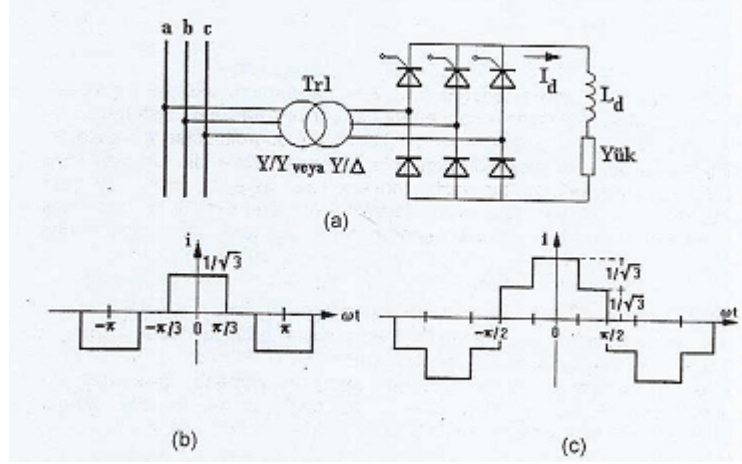 a b c
Tr1
Y/Y veya Y/Δ
I_d
L_d
Yük
(a)
i
1/√3
-π
-π/3
0
π/3
π
ωt
(b)
i
1/√3
1/√3
-π/2
0
π/2
ωt
(c)